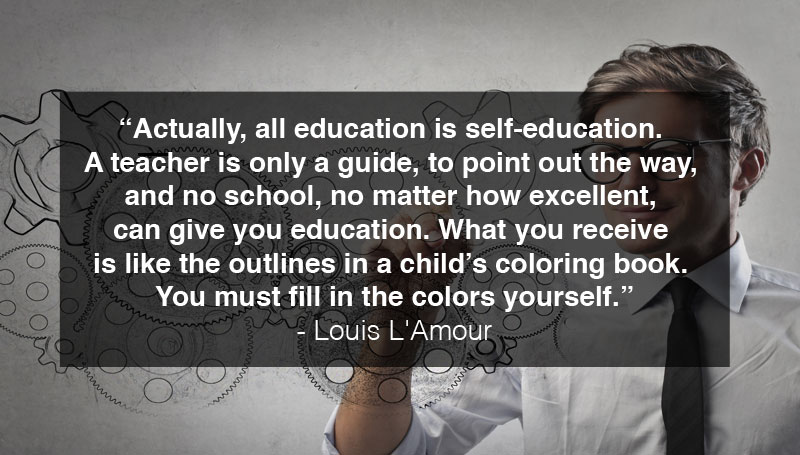 “Actually, all education is self-education.
A teacher is only a guide, to point out the way,
and no school, no matter how excellent,
can give you education. What you receive
is like the outlines in a child’s coloring book.
You must fill in the colors yourself.”
- Louis L'Amour